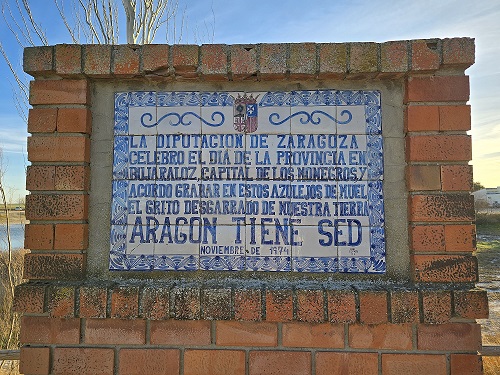 LA DIPUTACION DE ZARAGOZA
CELEBRO EL DIA DE LA PROVINCIA EN
BUJARALOZ, CAPITAL DE LOS MONEGROS, Y
ACORDO GRABAR EN ESTOS AZULEJOS DE MUEL
EL GRITO DESGARRADO DE NUESTRA TIERRA
ARAGON TIENE SED
NOVIEMBRE DE 1974